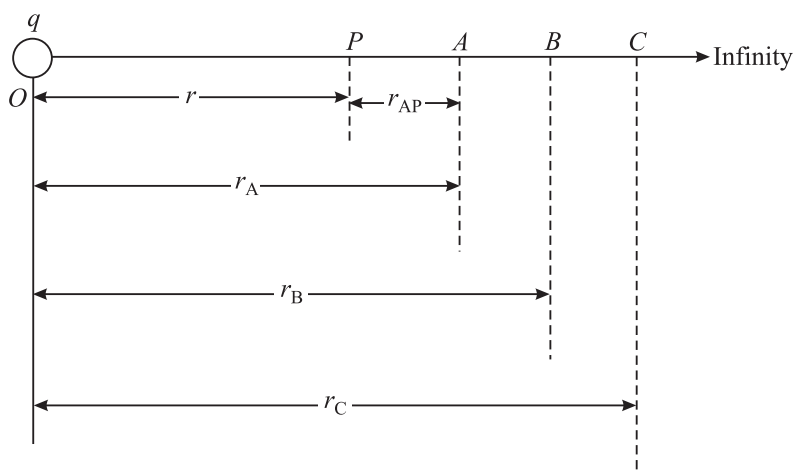 q
P A B C
Infinity
O r
r_AP
r_A
r_B
r_C